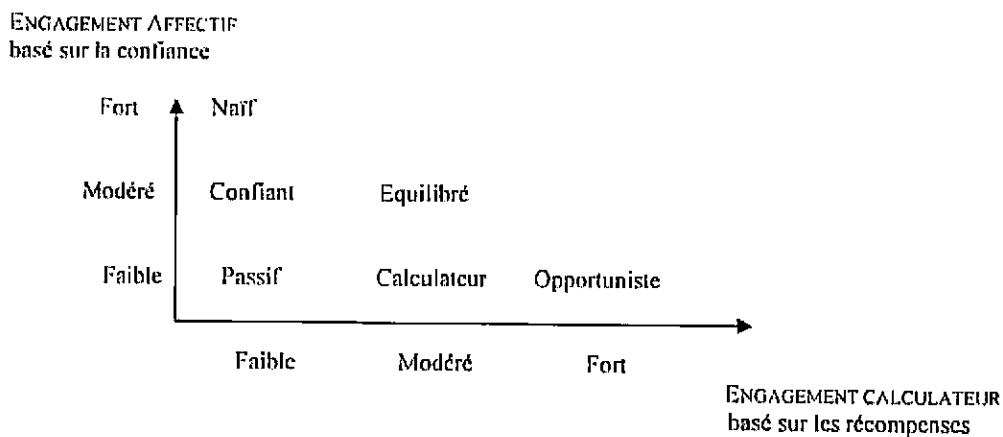 ENGAGEMENT AFFECTIF
basé sur la confiance
Fort Naïf
Modéré Confiant Equilibré
Faible Passif Calculateur Opportuniste
Faible Modéré Fort
ENGAGEMENT CALCULATEUR
basé sur les récompenses